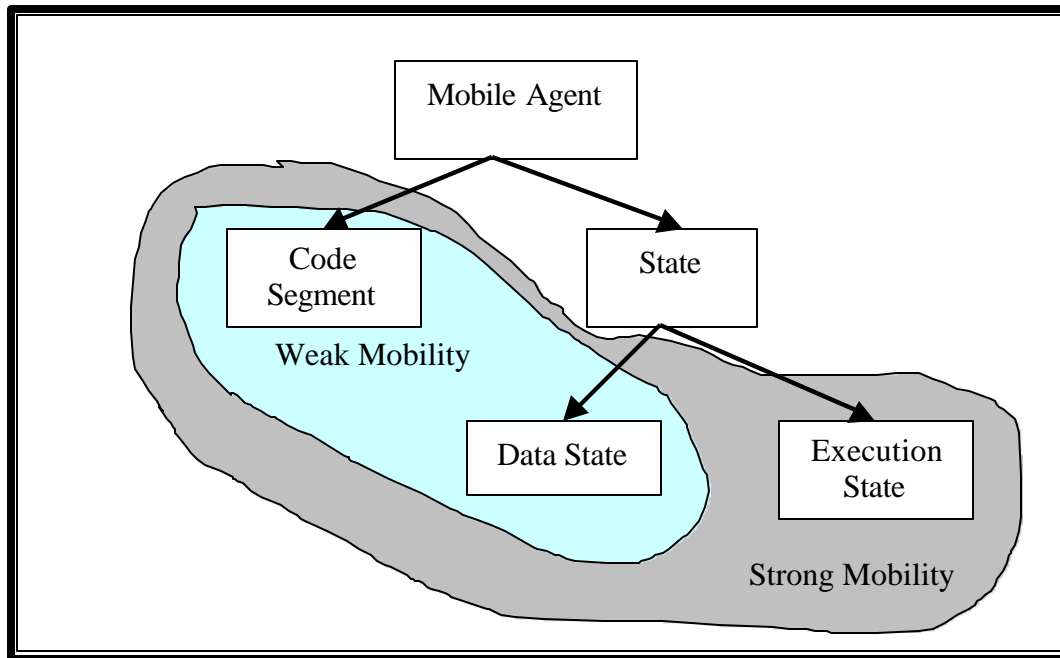 Mobile Agent
Code
Segment
State
Weak Mobility
Data State
Execution
State
Strong Mobility